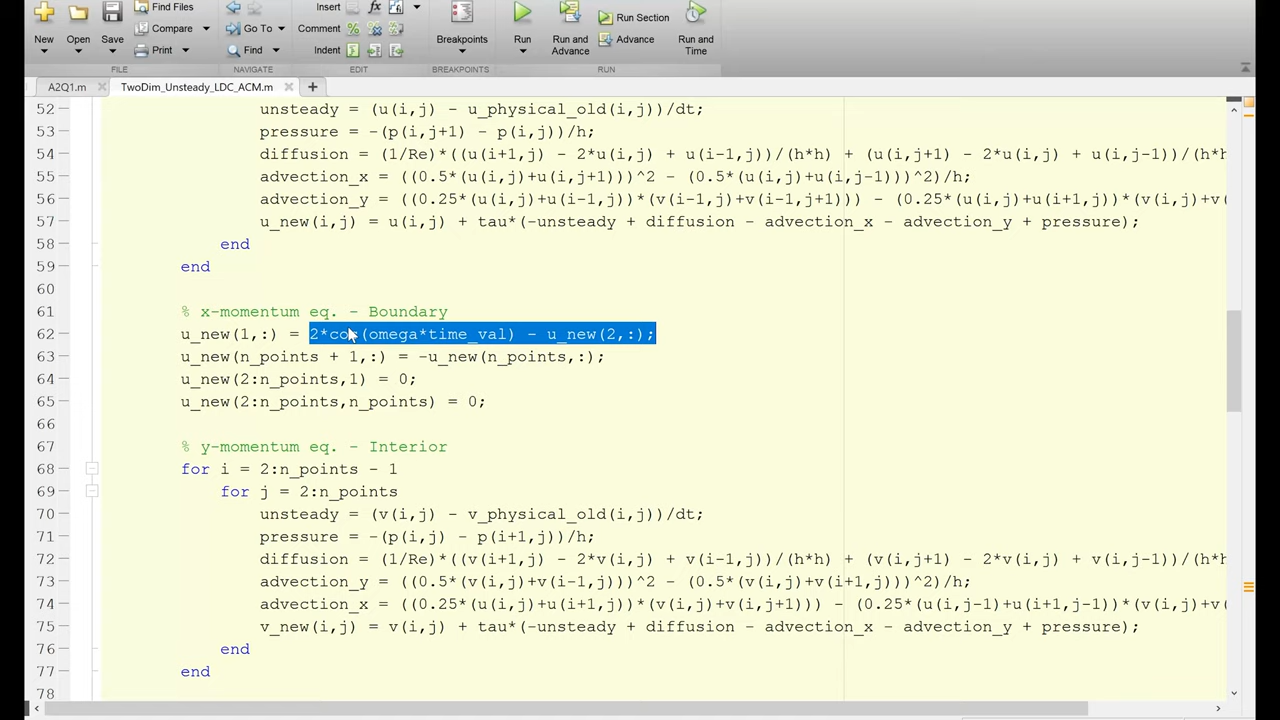 Find Files
Insert
fx
Compare
Go To
Comment
Run Section
New
Open
Save
Print
Find
Indent
Breakpoints
Run
Run and Advance
Advance
Run and Time
FILE
NAVIGATE
EDIT
BREAKPOINTS
RUN
A2Q1.m
TwoDim_Unsteady_LDC_ACM.m
52 unsteady = (u(i,j) - u_physical_old(i,j))/dt;
53 pressure = -(p(i,j+1) - p(i,j))/h;
54 diffusion = (1/Re)*((u(i+1,j) - 2*u(i,j) + u(i-1,j))/(h*h) + (u(i,j+1) - 2*u(i,j) + u(i,j-1))/(h*h
55 advection_x = ((0.5*(u(i,j)+u(i,j+1)))^2 - (0.5*(u(i,j)+u(i,j-1)))^2)/h;
56 advection_y = ((0.25*(u(i,j)+u(i-1,j))*(v(i-1,j)+v(i-1,j+1))) - (0.25*(u(i,j)+u(i+1,j))*(v(i,j)+v(
57 u_new(i,j) = u(i,j) + tau*(-unsteady + diffusion - advection_x - advection_y + pressure);
58 end
59 end
60
61 % x-momentum eq. - Boundary
62 u_new(1,:) = 2*cos(omega*time_val) - u_new(2,:);
63 u_new(n_points + 1,:) = -u_new(n_points,:);
64 u_new(2:n_points,1) = 0;
65 u_new(2:n_points,n_points) = 0;
66
67 % y-momentum eq. - Interior
68 for i = 2:n_points - 1
69 for j = 2:n_points
70 unsteady = (v(i,j) - v_physical_old(i,j))/dt;
71 pressure = -(p(i,j) - p(i+1,j))/h;
72 diffusion = (1/Re)*((v(i+1,j) - 2*v(i,j) + v(i-1,j))/(h*h) + (v(i,j+1) - 2*v(i,j) + v(i,j-1))/(h*h
73 advection_y = ((0.5*(v(i,j)+v(i-1,j)))^2 - (0.5*(v(i,j)+v(i+1,j)))^2)/h;
74 advection_x = ((0.25*(u(i,j)+u(i+1,j))*(v(i,j)+v(i,j+1))) - (0.25*(u(i,j-1)+u(i+1,j-1))*(v(i,j)+v(
75 v_new(i,j) = v(i,j) + tau*(-unsteady + diffusion - advection_x - advection_y + pressure);
76 end
77 end
78